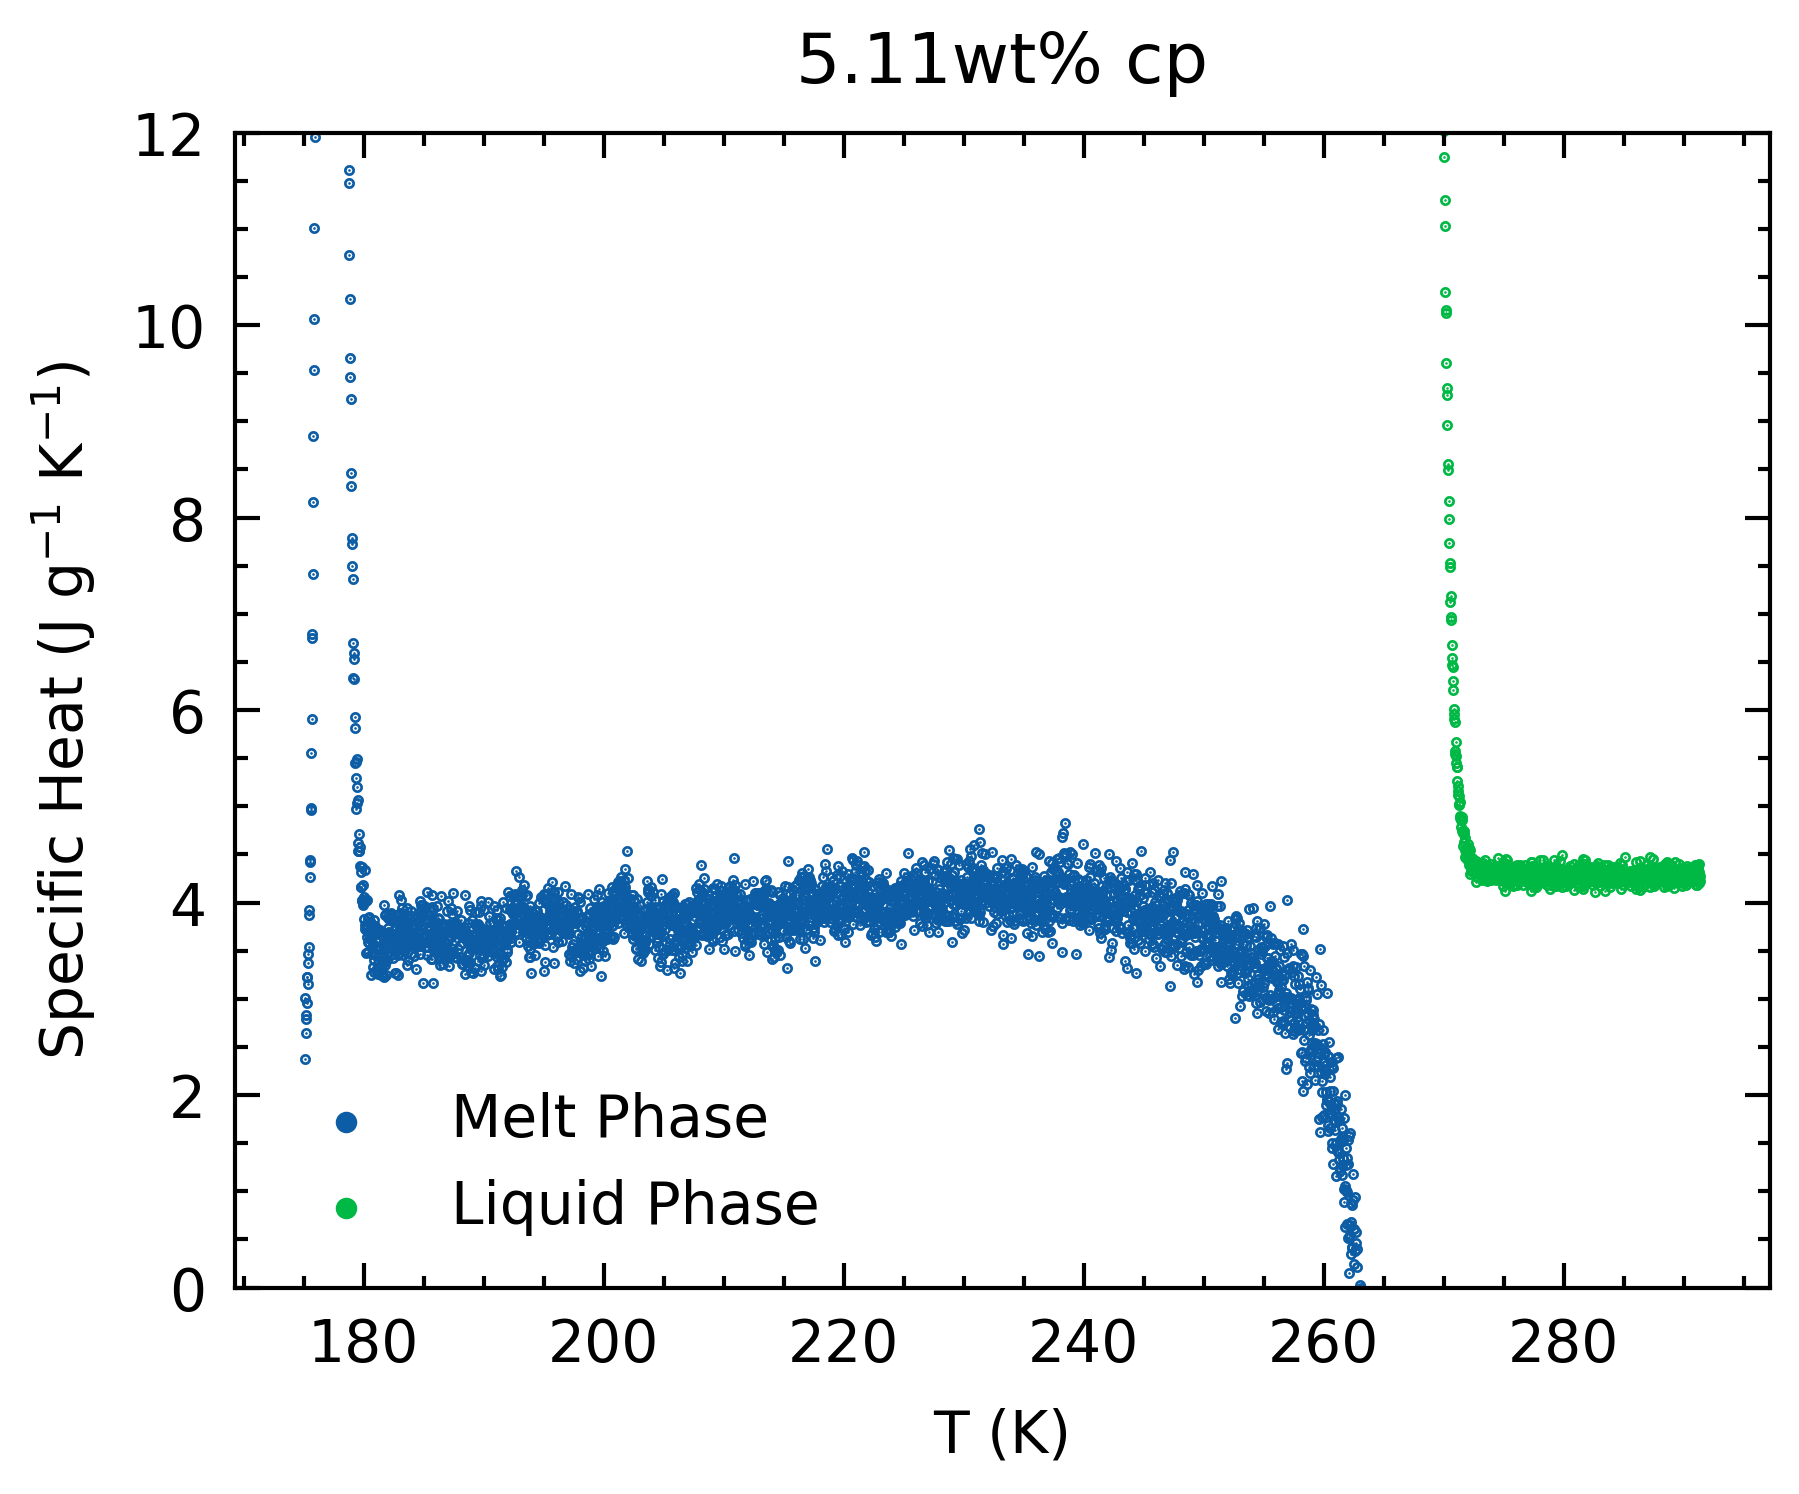 5.11wt% cp
12
10
8
6
4
2
0
Specific Heat (J g⁻¹ K⁻¹)
Melt Phase
Liquid Phase
180 200 220 240 260 280
T (K)